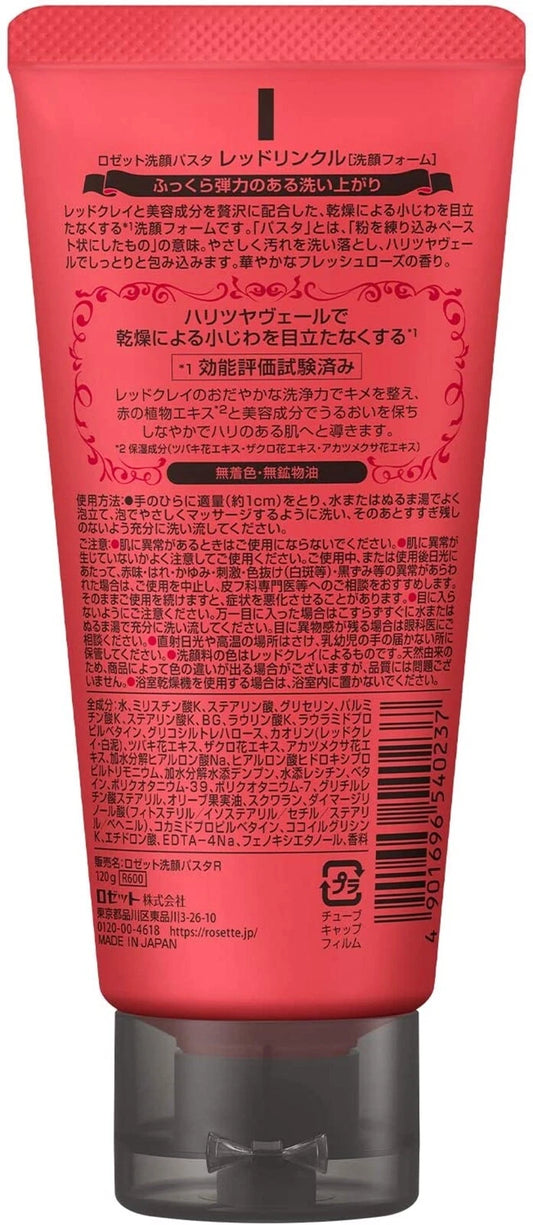 ロゼット洗顔パスタ レッドリンクル [洗顔フォーム]
ふっくら弾力のある洗い上がり
レッドクレイと美容成分を贅沢に配合した、乾燥による小じわを目立
たなくする*1洗顔フォームです。「パスタ」とは、「粉を練り込みペースト
状にしたもの」の意味。やさしく汚れを洗い落とし、ハリツヤヴェー
ルでしっとりと包み込みます。華やかなフレッシュローズの香り。
ハリツヤヴェールで
乾燥による小じわを目立たなくする*1
*1 効能評価試験済み
レッドクレイのおだやかな洗浄力でキメを整え、
赤の植物エキス*2と美容成分でうるおいを保ち
しなやかでハリのある肌へと導きます。
*2 保湿成分(ツバキ花エキス・ザクロ花エキス・アカツメクサ花エキス)
無着色・無鉱物油
使用方法:●手のひらに適量(約1cm)をとり、水またはぬるま湯でよく
泡立て、泡でやさしくマッサージするように洗い、そのあとすすぎ残し
のないよう充分に洗い流してください。
ご注意:●肌に異常があるときはご使用にならないでください。●肌に異常が
生じていないかよく注意してご使用ください。ご使用中、または使用後日光に
あたって、赤味・はれ・かゆみ・刺激・色抜け(白斑等)・黒ずみ等の異常があらわ
れた場合は、ご使用を中止し、皮フ科専門医等へのご相談をおすすめします。
そのままご使用を続けますと、症状を悪化させることがあります。●目に入ら
ないようにご注意ください。万一目に入った場合はこすらずすぐに水または
ぬるま湯で充分に洗い流してください。目に異物感が残る場合は眼科医にご
相談ください。●直射日光や高温の場所はさけ、乳幼児の手の届かない所に
保管してください。●洗顔料の色はレッドクレイによるものです。天然由来の
ため、商品によって色の違いが出る場合がございますが、品質には問題ござ
いません。●浴室乾燥機を使用する場合は、浴室内に置かないでください。
全成分:水、ミリスチン酸K、ステアリン酸、グリセリン、パルミ
チン酸K、ステアリン酸K、BG、ラウリン酸K、ラウラミドプロ
ピルベタイン、グリコシルトレハロース、カオリン(レッドクレ
イ・白泥)、ツバキ花エキス、ザクロ花エキス、アカツメクサ花エ
キス、加水分解ヒアルロン酸Na、ヒアルロン酸ヒドロキシプロ
ピルトリモニウム、加水分解水添デンプン、水添レシチン、ベタ
イン、ポリクオタニウム-39、ポリクオタニウム-7、グリチルレ
チン酸ステアリル、オリーブ果実油、スクワラン、ダイマージリ
ノール酸(フィトステリル/イソステアリル/セチル/ステアリ
ル/ベヘニル)、コカミドプロピルベタイン、ココイルグリシン
K、エチドロン酸、EDTA-4Na、フェノキシエタノール、香料
販売名:ロゼット洗顔パスタR
120g R600
ロゼット株式会社
東京都品川区東品川3-26-10
0120-00-4618 https://rosette.jp/
MADE IN JAPAN
プラ
チューブ
キャップ
フィルム
4 901696 540237